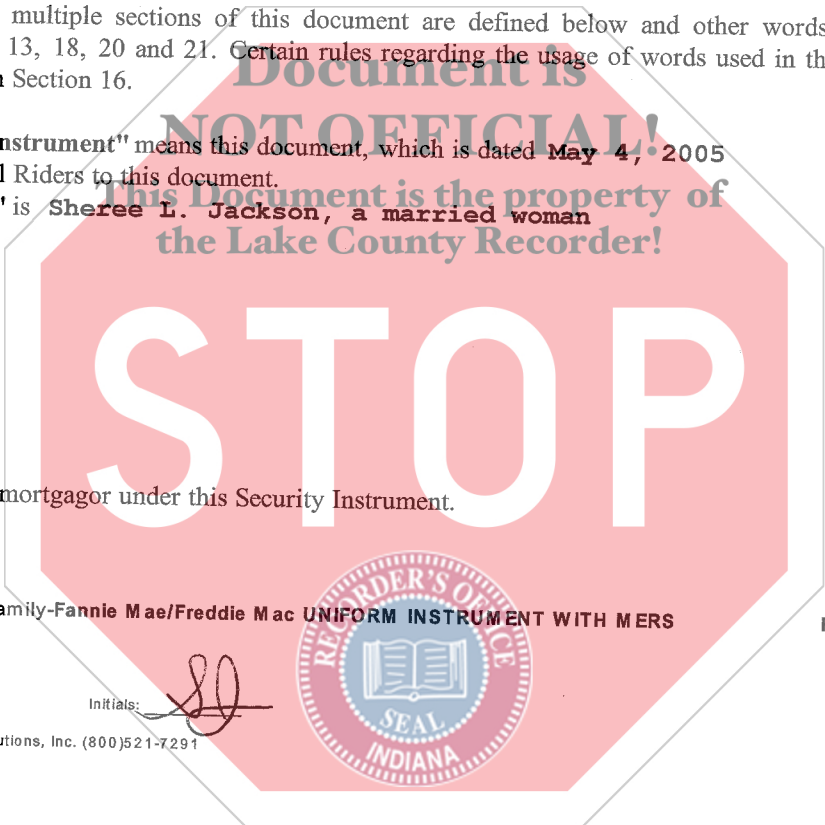 multiple sections of this document are defined below and other words
13, 18, 20 and 21. Certain rules regarding the usage of words used in th
Section 16.
Document is
NOT OFFICIAL!
nstrument" means this document, which is dated May 4, 2005
l Riders to this document.
This Document is the property of
" is Sheree L. Jackson, a married woman
the Lake County Recorder!
STOP
mortgagor under this Security Instrument.
RECORDER'S OFFICE
amily-Fannie Mae/Freddie Mac UNIFORM INSTRUMENT WITH MERS
Initials: SJ
SEAL
INDIANA
utions, Inc. (800)521-7291